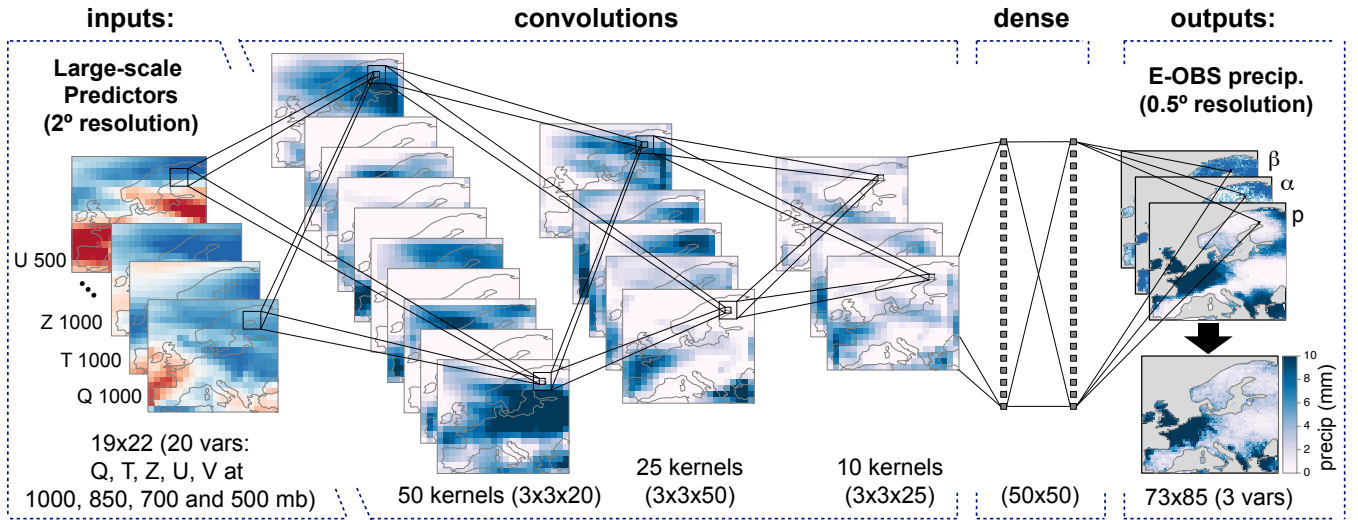 inputs:
convolutions
dense
outputs:
Large-scale
Predictors
(2º resolution)
E-OBS precip.
(0.5º resolution)
β
α
p
U 500
Z 1000
T 1000
Q 1000
10
8
6
4
2
0
precip (mm)
19x22 (20 vars:
Q, T, Z, U, V at
1000, 850, 700 and 500 mb)
50 kernels (3x3x20)
25 kernels
(3x3x50)
10 kernels
(3x3x25)
(50x50)
73x85 (3 vars)